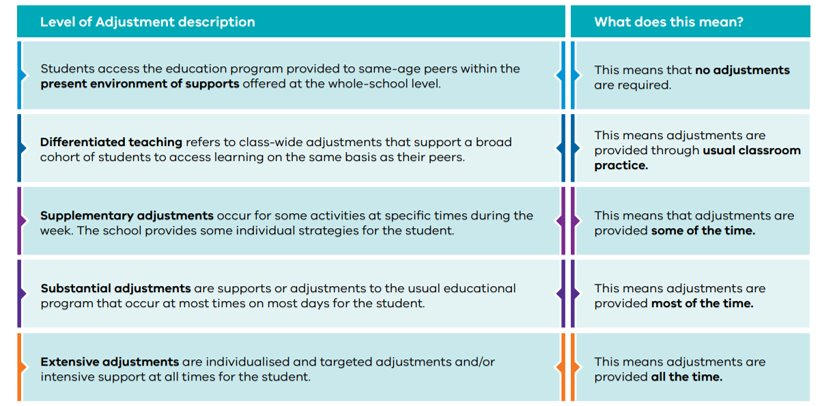 Level of Adjustment description
What does this mean?
Students access the education program provided to same-age peers within the
present environment of supports offered at the whole-school level.
This means that no adjustments
are required.
Differentiated teaching refers to class-wide adjustments that support a broad
cohort of students to access learning on the same basis as their peers.
This means adjustments are
provided through usual classroom
practice.
Supplementary adjustments occur for some activities at specific times during the
week. The school provides some individual strategies for the student.
This means that adjustments are
provided some of the time.
Substantial adjustments are supports or adjustments to the usual educational
program that occur at most times on most days for the student.
This means adjustments are
provided most of the time.
Extensive adjustments are individualised and targeted adjustments and/or
intensive support at all times for the student.
This means adjustments are
provided all the time.